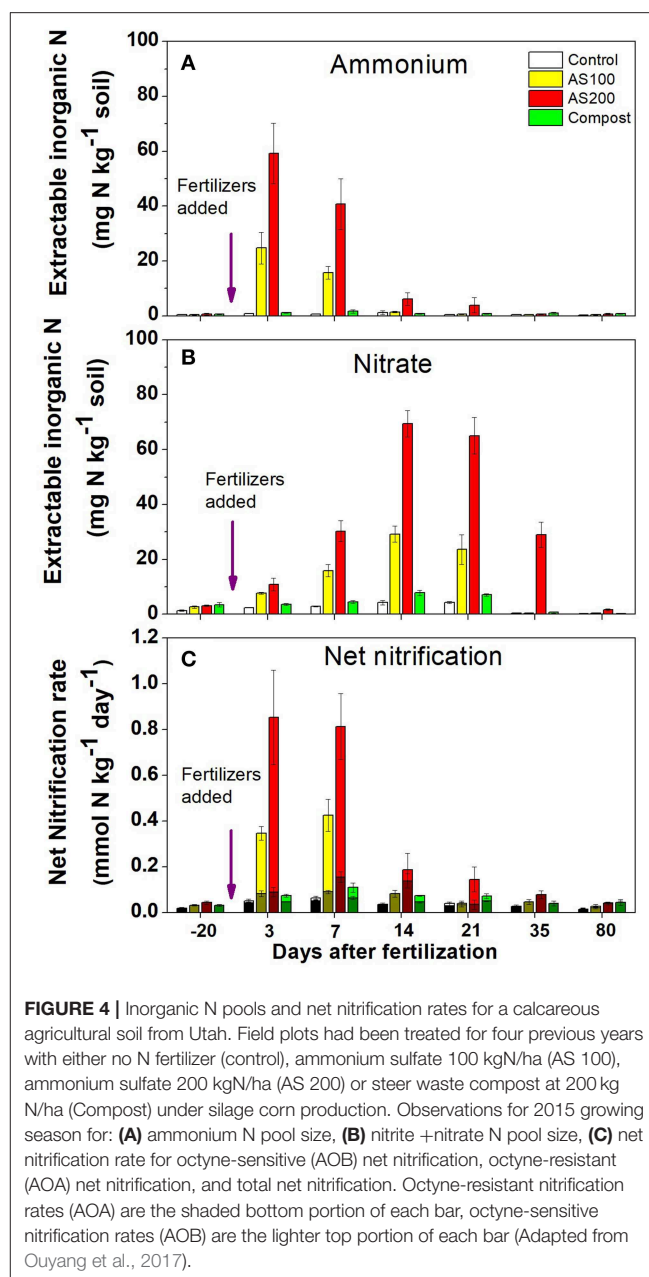 A
Ammonium
Control
AS100
AS200
Compost
Extractable inorganic N
(mg N kg-1 soil)
100
80
60
40
20
0
Fertilizers
added
B
Nitrate
Extractable inorganic N
(mg N kg-1 soil)
100
80
60
40
20
0
Fertilizers
added
C
Net nitrification
Net Nitrification rate
(mmol N kg-1 day-1)
1.2
1.0
0.8
0.6
0.4
0.2
0.0
Fertilizers
added
-20 3 7 14 21 35 80
Days after fertilization
FIGURE 4 | Inorganic N pools and net nitrification rates for a calcareous
agricultural soil from Utah. Field plots had been treated for four previous years
with either no N fertilizer (control), ammonium sulfate 100 kgN/ha (AS 100),
ammonium sulfate 200 kgN/ha (AS 200) or steer waste compost at 200 kg
N/ha (Compost) under silage corn production. Observations for 2015 growing
season for: (A) ammonium N pool size, (B) nitrite +nitrate N pool size, (C) net
nitrification rate for octyne-sensitive (AOB) net nitrification, octyne-resistant
(AOA) net nitrification, and total net nitrification. Octyne-resistant nitrification
rates (AOA) are the shaded bottom portion of each bar, octyne-sensitive
nitrification rates (AOB) are the lighter top portion of each bar (Adapted from
Ouyang et al., 2017).